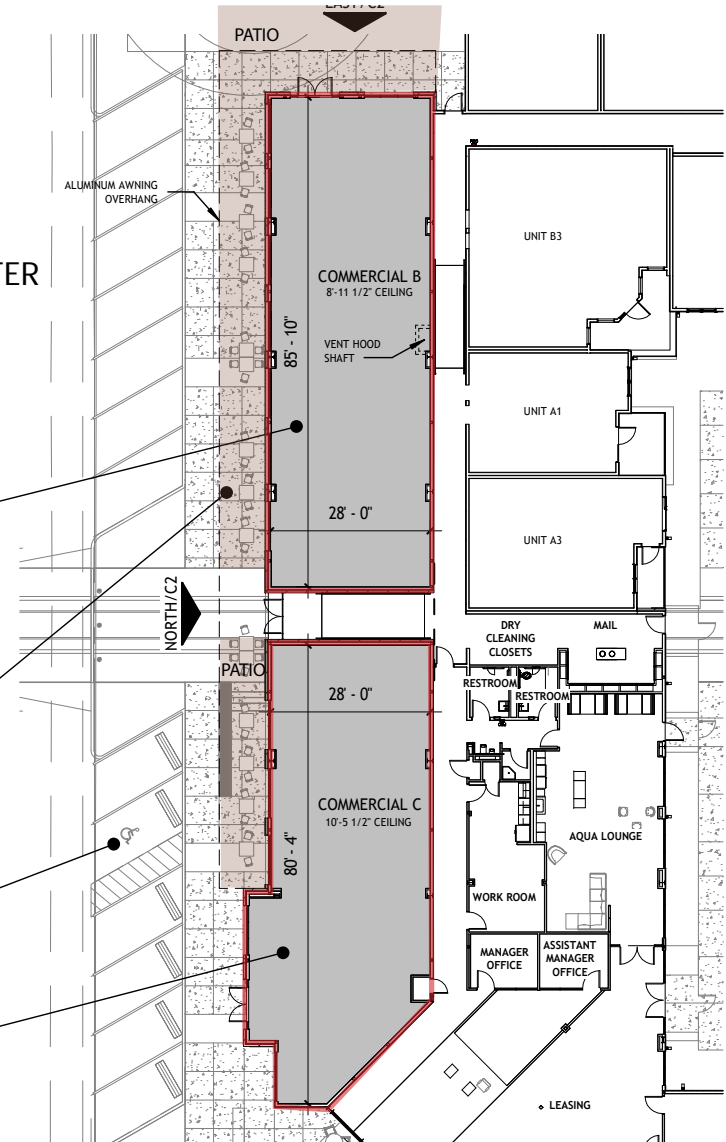 EAST/C2
PATIO
ALUMINUM AWNING
OVERHANG
TER
COMMERCIAL B
8'-11 1/2" CEILING
85' - 10"
VENT HOOD
SHAFT
28' - 0"
UNIT B3
UNIT A1
UNIT A3
NORTH/C2
DRY
CLEANING
CLOSETS
MAIL
RESTROOM
RESTROOM
PATIO
28' - 0"
COMMERCIAL C
10'-5 1/2" CEILING
80' - 4"
AQUA LOUNGE
WORK ROOM
MANAGER
OFFICE
ASSISTANT
MANAGER
OFFICE
LEASING